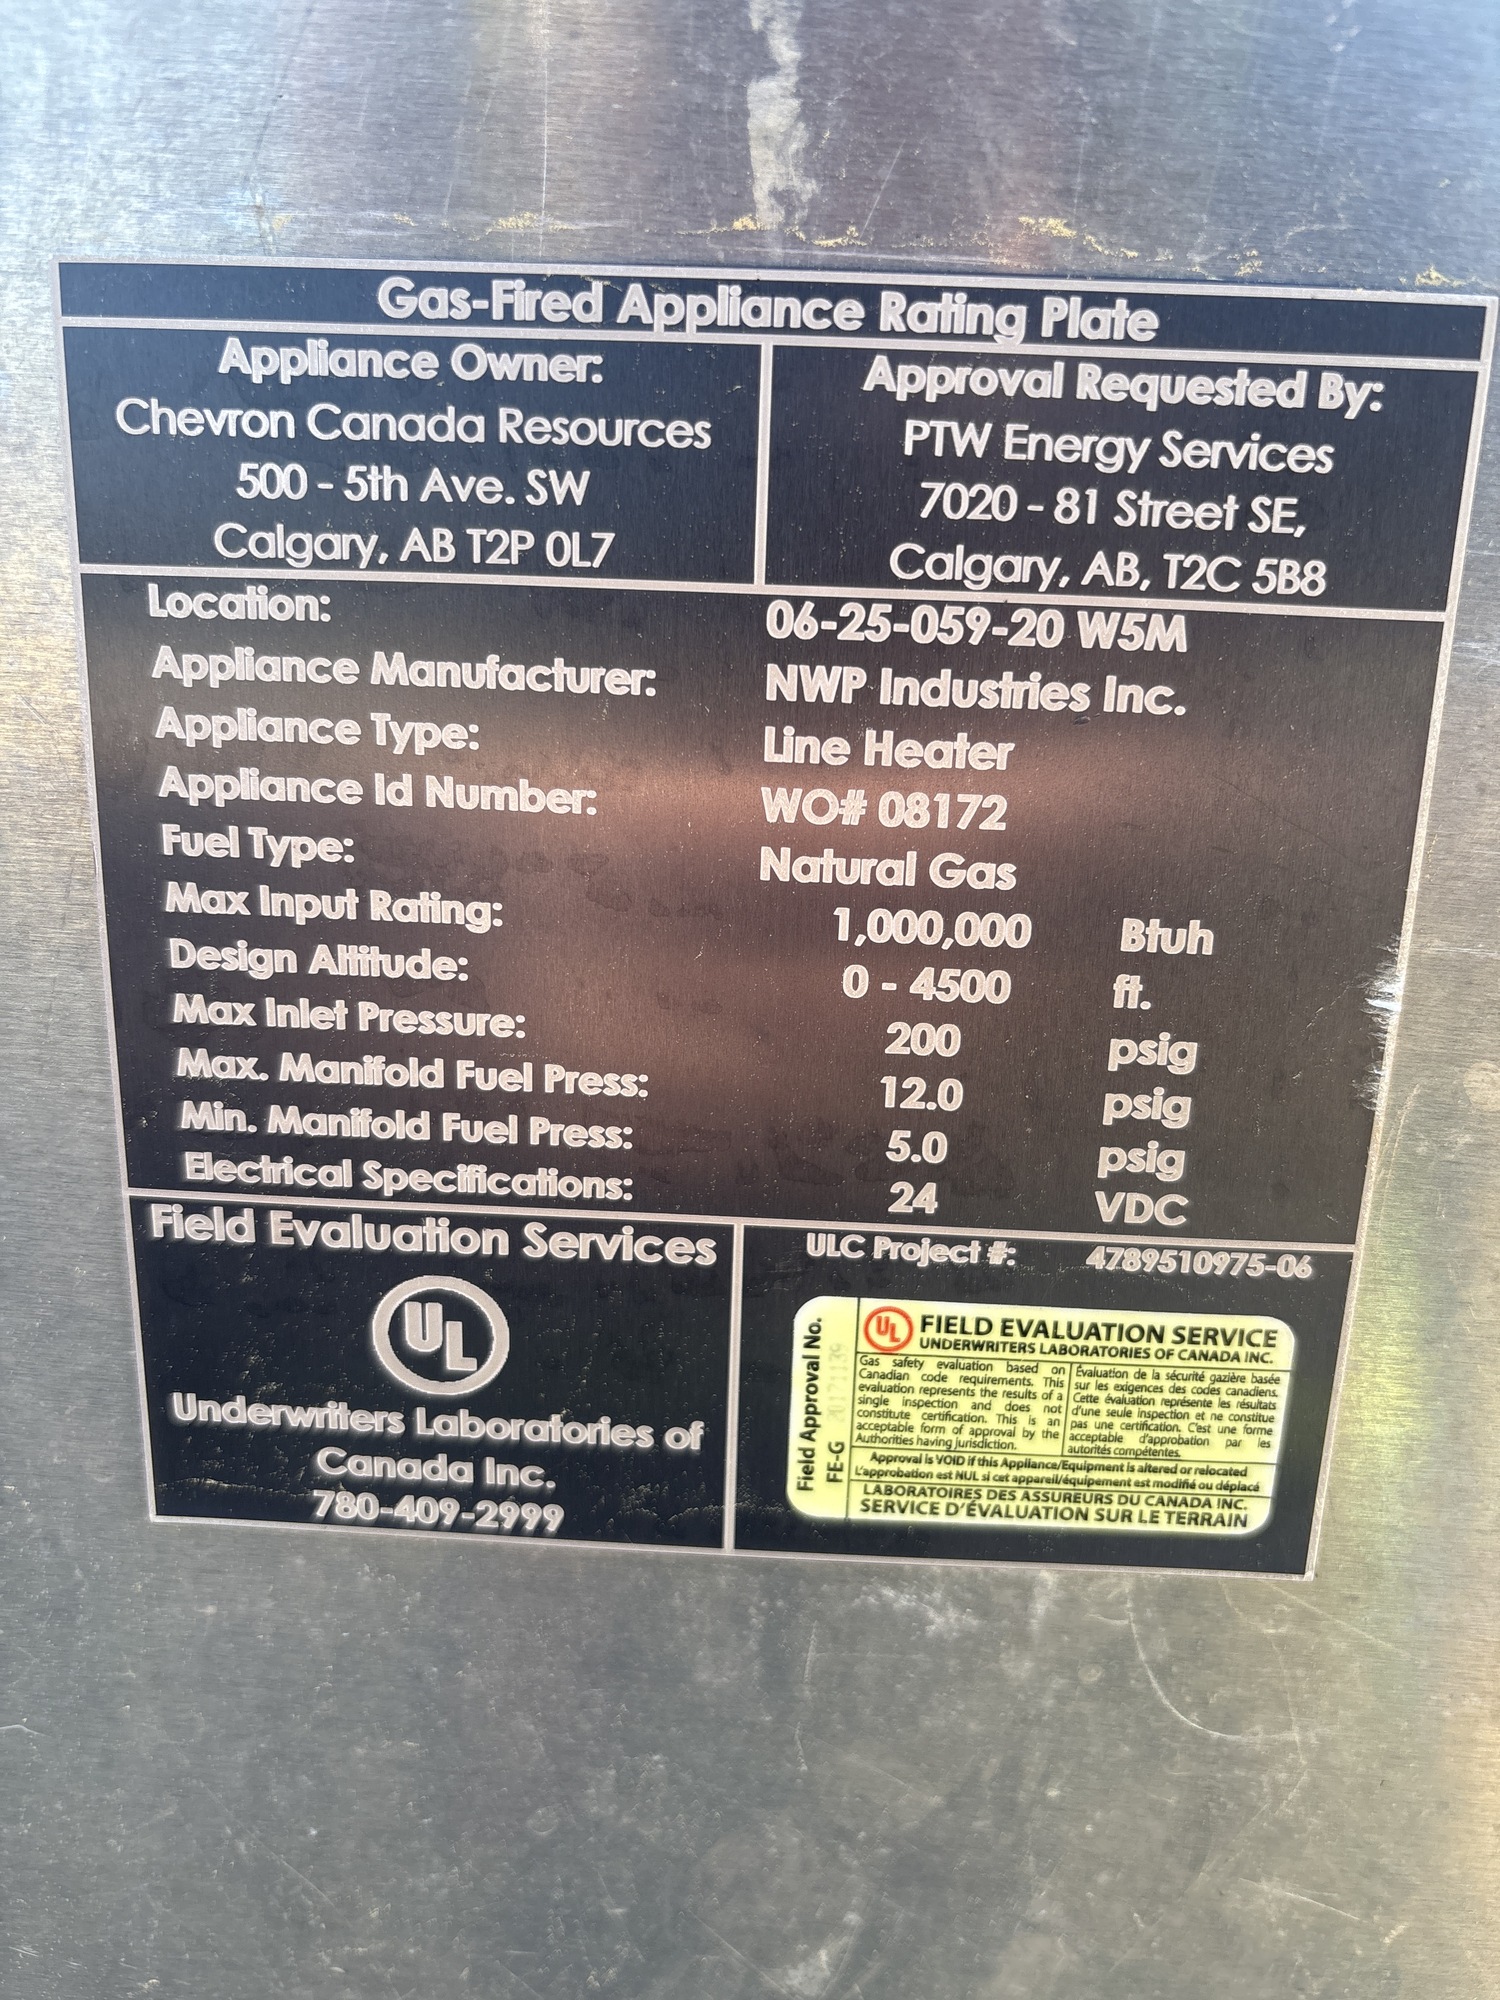 Gas-Fired Appliance Rating Plate
Appliance Owner:
Chevron Canada Resources
500 - 5th Ave. SW
Calgary, AB T2P 0L7
Approval Requested By:
PTW Energy Services
7020 - 81 Street SE,
Calgary, AB, T2C 5B8
Location: 06-25-059-20 W5M
Appliance Manufacturer: NWP Industries Inc.
Appliance Type: Line Heater
Appliance Id Number: WO# 08172
Fuel Type: Natural Gas
Max Input Rating: 1,000,000 Btuh
Design Altitude: 0 - 4500 ft.
Max Inlet Pressure: 200 psig
Max. Manifold Fuel Press: 12.0 psig
Min. Manifold Fuel Press: 5.0 psig
Electrical Specifications: 24 VDC
Field Evaluation Services
UL
Underwriters Laboratories of
Canada Inc.
780-409-2999
ULC Project #: 4789510975-06
Field Approval No.
FE-G
UL
FIELD EVALUATION SERVICE
UNDERWRITERS LABORATORIES OF CANADA INC.
Gas safety evaluation based on
Canadian code requirements. This
evaluation represents the results of a
single inspection and does not
constitute certification. This is an
acceptable form of approval by the
Authorities having jurisdiction.
Évaluation de la sécurité gazière basée
sur les exigences des codes canadiens.
Cette évaluation représente les résultats
d'une seule inspection et ne constitue
pas une certification. C'est une forme
acceptable d'approbation par les
autorités compétentes.
Approval is VOID if this Appliance/Equipment is altered or relocated
L'approbation est NUL si cet appareil/équipement est modifié ou déplacé
LABORATOIRES DES ASSUREURS DU CANADA INC.
SERVICE D'ÉVALUATION SUR LE TERRAIN